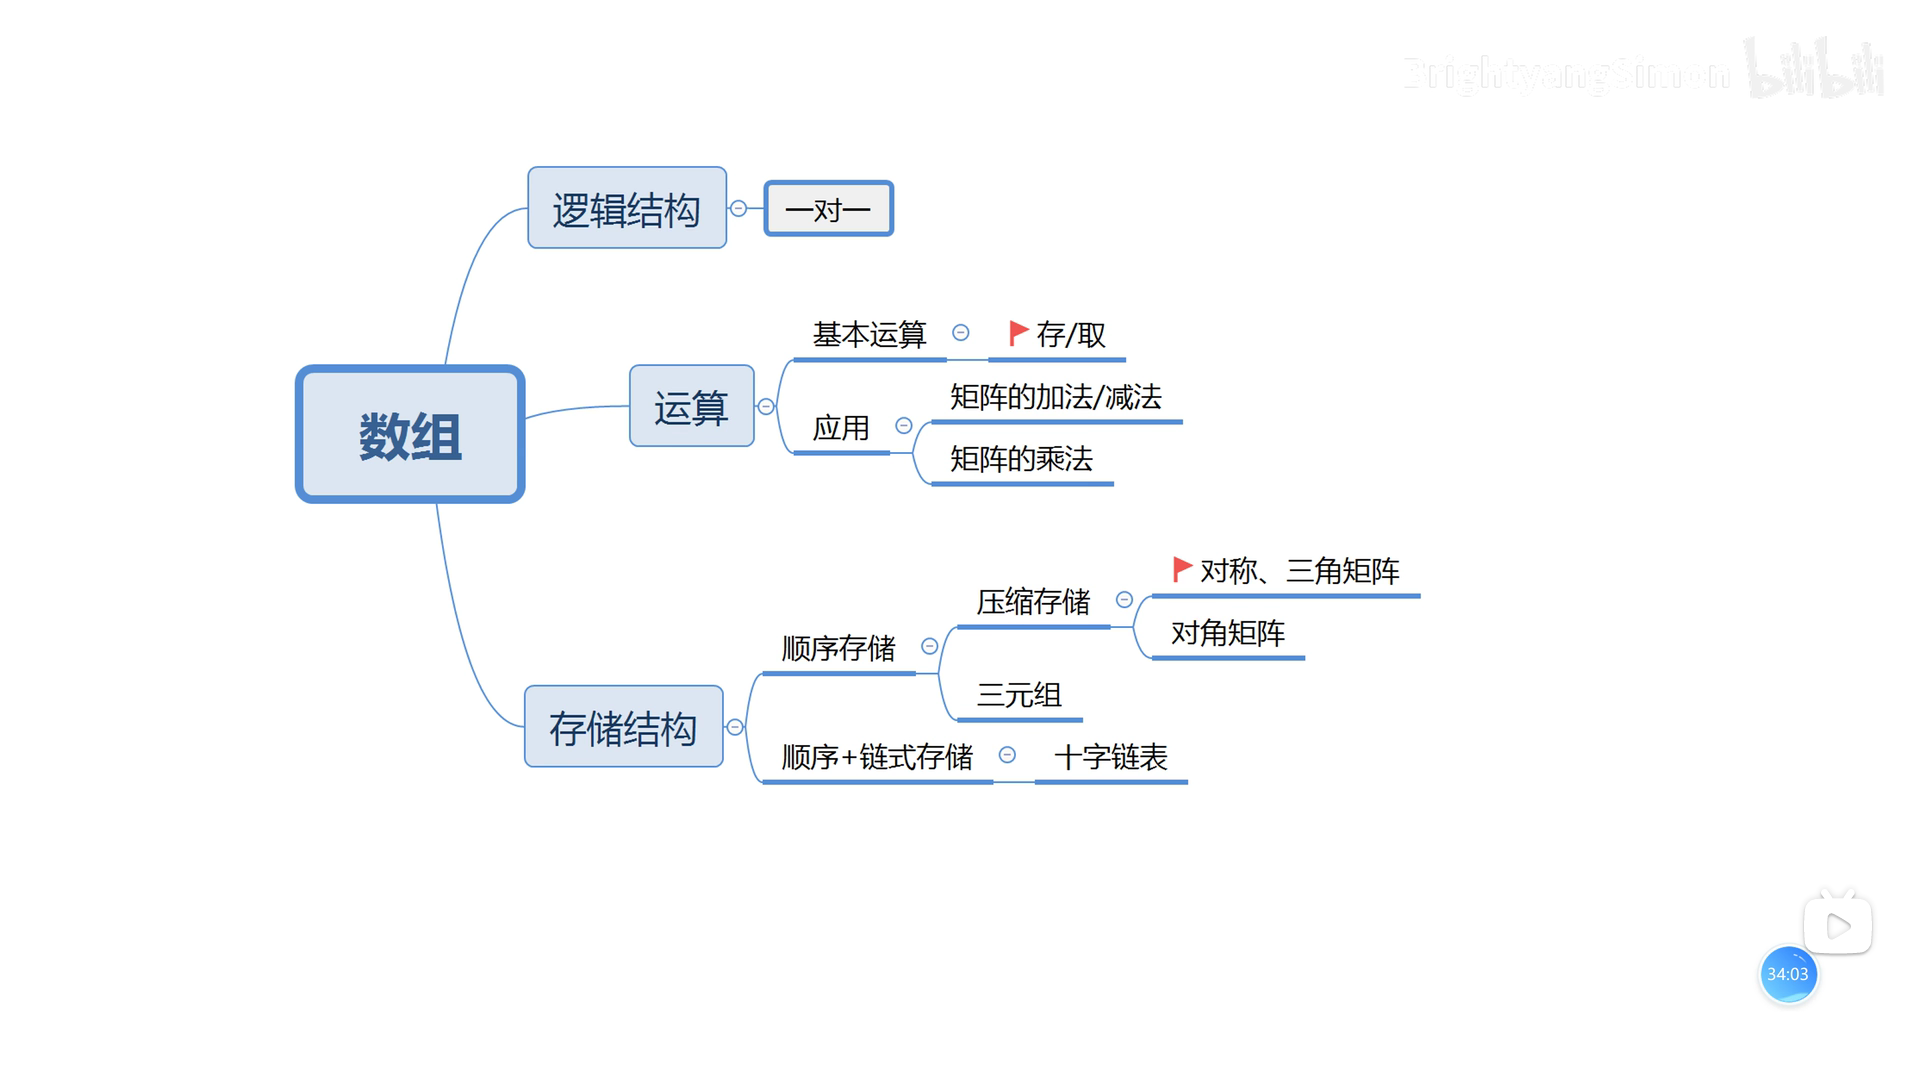 BrightyangSimon bilibili
逻辑结构
一对一
数组
运算
基本运算
存/取
应用
矩阵的加法/减法
矩阵的乘法
存储结构
顺序存储
压缩存储
对称、三角矩阵
对角矩阵
三元组
顺序+链式存储
十字链表
34:03